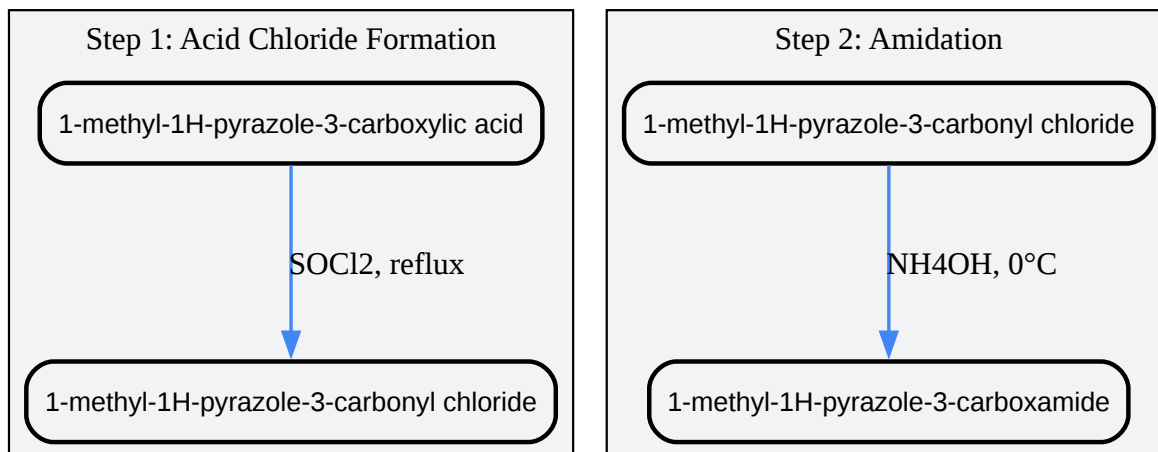 Step 1: Acid Chloride Formation
1-methyl-1H-pyrazole-3-carboxylic acid
SOCl2, reflux
1-methyl-1H-pyrazole-3-carbonyl chloride
Step 2: Amidation
1-methyl-1H-pyrazole-3-carbonyl chloride
NH4OH, 0°C
1-methyl-1H-pyrazole-3-carboxamide